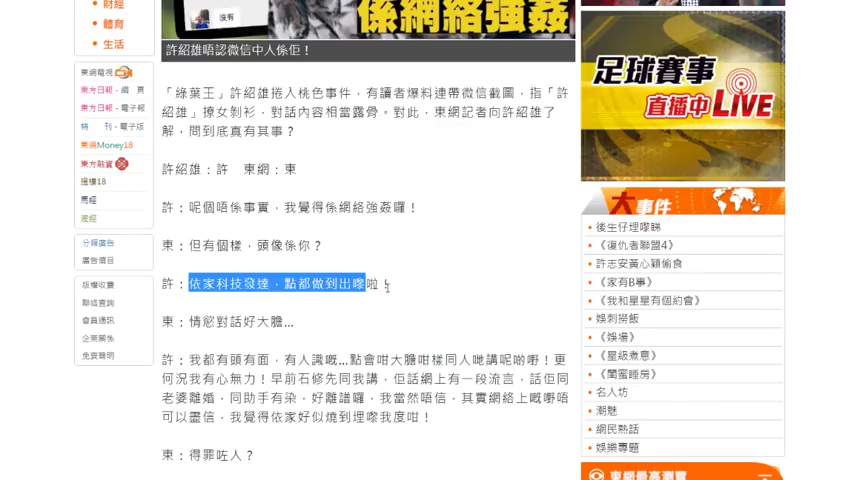 財經
體育
生活
東網電視
東方日報 - 網 頁
東方日報 - 電子報
特 刊 - 電子版
東網Money18
東方融資
搵樓18
馬經
波經
分類廣告
廣告價目
版權收費
聯絡查詢
會員通訊
企業關係
免責聲明
沒有
係網絡強姦
許紹雄唔認微信中人係佢！
「綠葉王」許紹雄捲入桃色事件，有讀者爆料連帶微信截圖，指「許
紹雄」撩女剝衫，對話內容相當露骨。對此，東網記者向許紹雄了
解，問到底真有其事？
許紹雄：許　東網：東
許：呢個唔係事實，我覺得係網絡強姦囉！
東：但有個樣，頭像係你？
許：依家科技發達，點都做到出嚟啦！
東：情慾對話好大膽...
許：我都有頭有面，有人識嘅...點會咁大膽咁樣同人哋講呢啲嘢！更
何況我有心無力！早前石修先同我講，佢話網上有一段流言，話佢同
老婆離婚，同助手有染，好離譜囉，我當然唔信，其實網絡上嘅嘢唔
可以盡信，我覺得依家好似燒到埋嚟我度咁！
東：得罪咗人？
足球賽事
直播中LIVE
大事件
後生仔埋嚟睇
《復仇者聯盟4》
許志安黃心穎偷食
《家有B事》
《我和星星有個約會》
娛刺撈飯
《娛場》
《星級煮意》
《閨蜜睡房》
名人坊
潮魅
網民熱話
娛樂專題
東網最高瀏覽